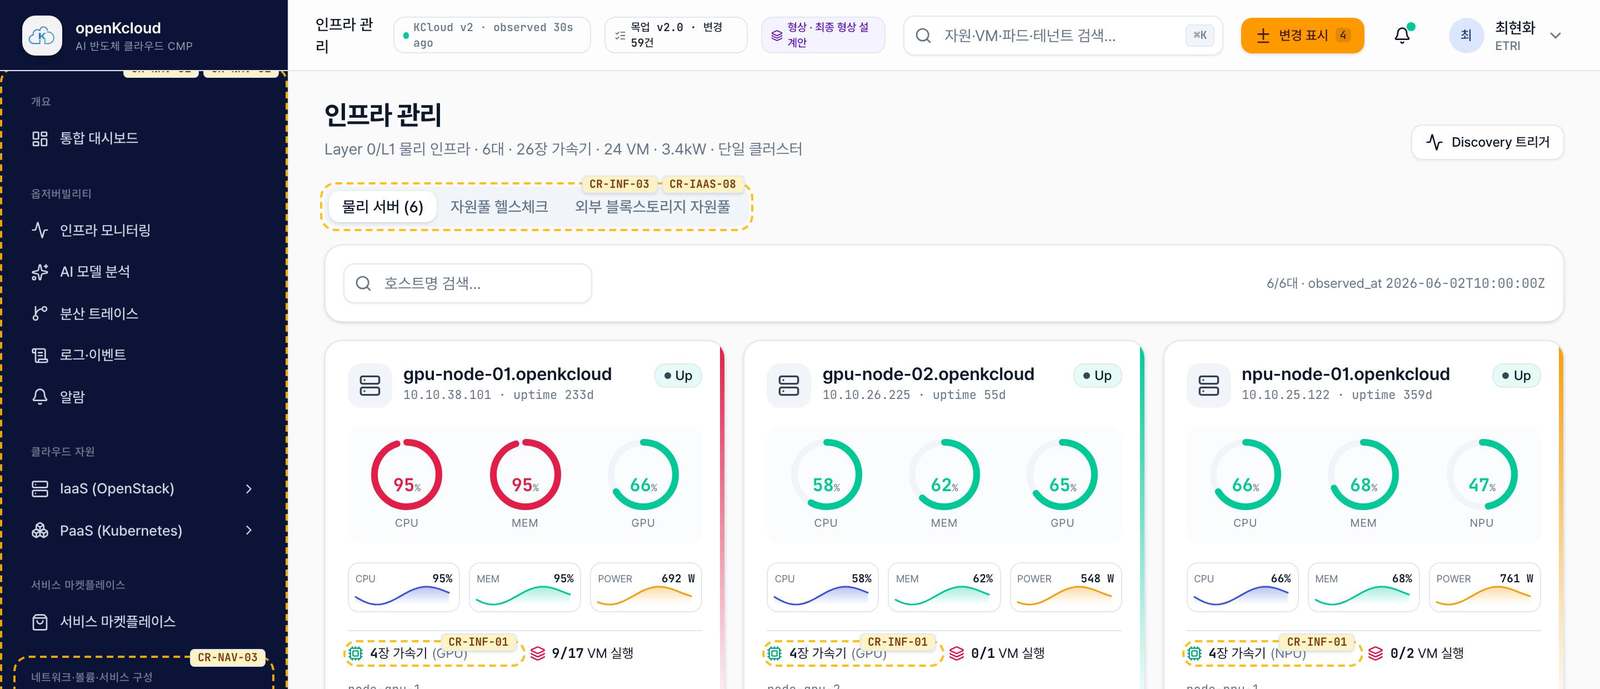 openKcloud
AI 반도체 클라우드 CMP
인프라 관리
KCloud v2 · observed 30s ago
목업 v2.0 · 변경 59건
형상 · 최종 형상 설계안
자원·VM·파드·테넌트 검색...
⌘K
변경 표시 4
최
최현화
ETRI
개요
통합 대시보드
옵저버빌리티
인프라 모니터링
AI 모델 분석
분산 트레이스
로그·이벤트
알람
클라우드 자원
IaaS (OpenStack)
PaaS (Kubernetes)
서비스 마켓플레이스
서비스 마켓플레이스
CR-NAV-03
네트워크·볼륨·서비스 구성
인프라 관리
Layer 0/L1 물리 인프라 · 6대 · 26장 가속기 · 24 VM · 3.4kW · 단일 클러스터
Discovery 트리거
CR-INF-03 CR-IAAS-08
물리 서버 (6) 자원풀 헬스체크 외부 블록스토리지 자원풀
호스트명 검색...
6/6대 · observed_at 2026-06-02T10:00:00Z
gpu-node-01.openkcloud
Up
10.10.38.101 · uptime 233d
95% 95% 66%
CPU MEM GPU
CPU 95% MEM 95% POWER 692 W
CR-INF-01
4장 가속기 (GPU) 9/17 VM 실행
node-gpu-1
gpu-node-02.openkcloud
Up
10.10.26.225 · uptime 55d
58% 62% 65%
CPU MEM GPU
CPU 58% MEM 62% POWER 548 W
CR-INF-01
4장 가속기 (GPU) 0/1 VM 실행
node-gpu-2
npu-node-01.openkcloud
Up
10.10.25.122 · uptime 359d
66% 68% 47%
CPU MEM NPU
CPU 66% MEM 68% POWER 761 W
CR-INF-01
4장 가속기 (NPU) 0/2 VM 실행
node-npu-1